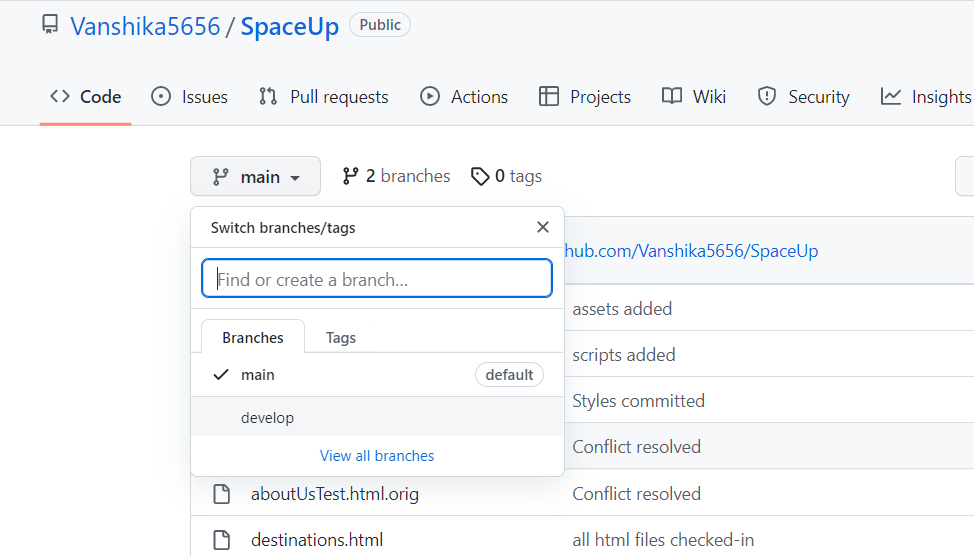 Vanshika5656 / SpaceUp Public
Code Issues Pull requests Actions Projects Wiki Security Insights
main 2 branches 0 tags
Switch branches/tags
hub.com/Vanshika5656/SpaceUp
Find or create a branch...
assets added
Branches Tags
scripts added
main default
Styles committed
develop
Conflict resolved
View all branches
aboutUsTest.html.orig Conflict resolved
destinations.html all html files checked-in